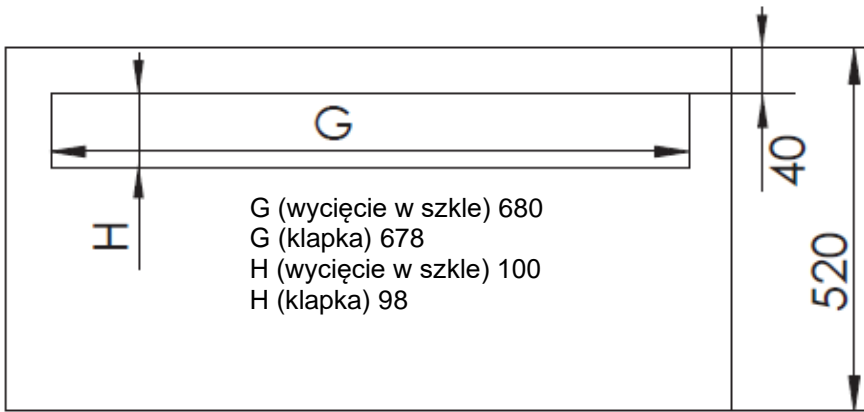 G
40
H
G (wycięcie w szkle) 680
G (klapka) 678
H (wycięcie w szkle) 100
H (klapka) 98
520